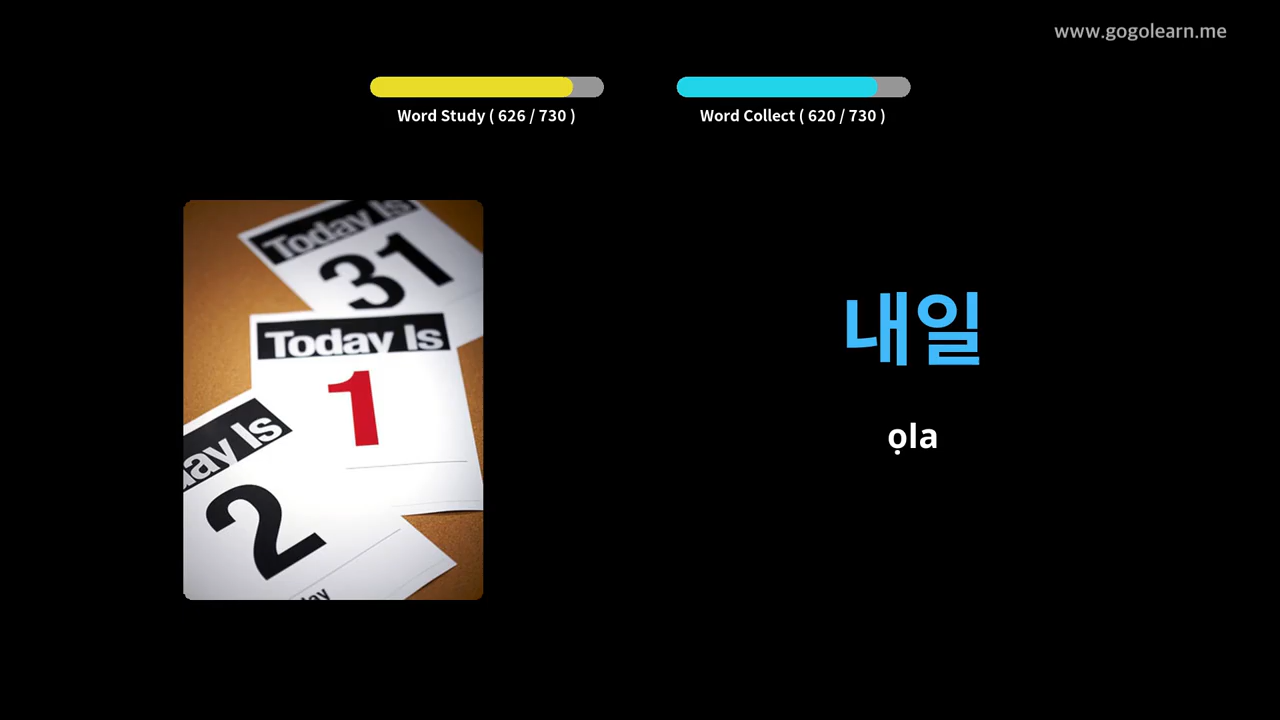 www.gogolearn.me
Word Study ( 626 / 730 )
Word Collect ( 620 / 730 )
Today Is
31
Today Is
1
ay Is
2
내일
ọla